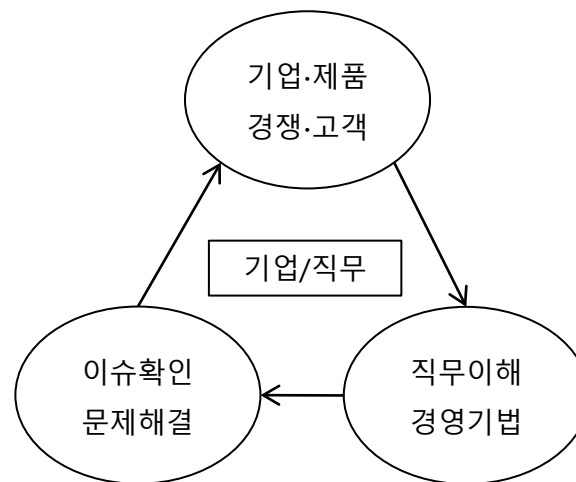 기업·제품
경쟁·고객
기업/직무
이슈확인
문제해결
직무이해
경영기법